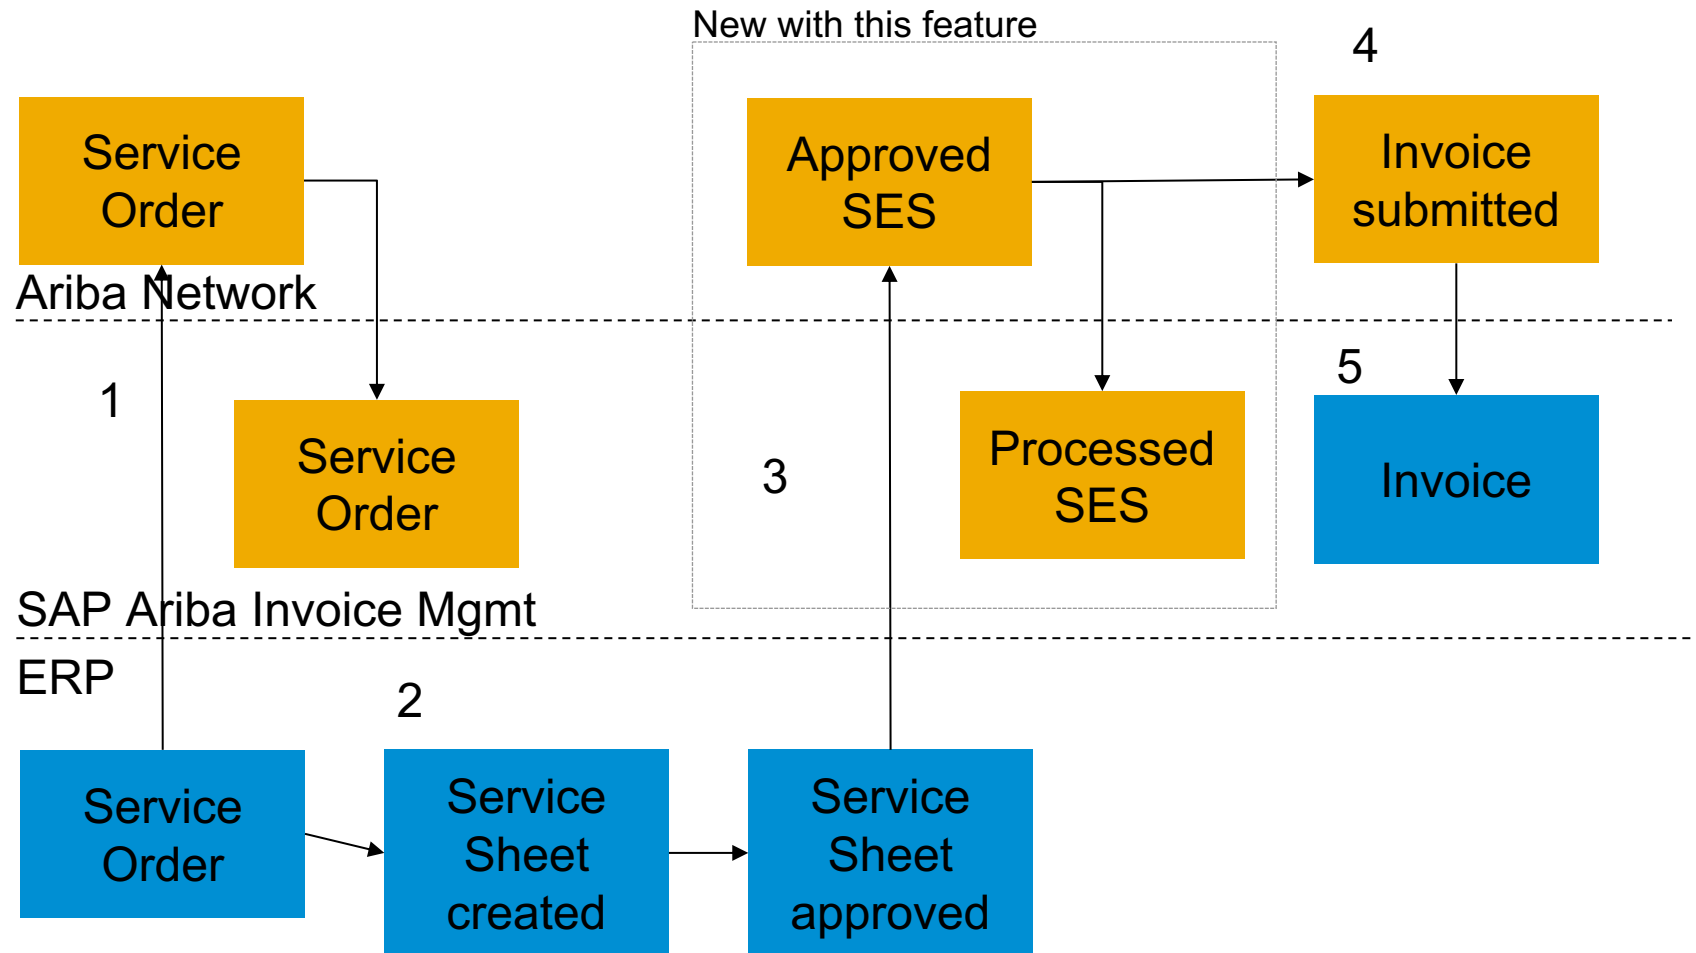 New with this feature
4
Service
Order
Approved
SES
Invoice
submitted
Ariba Network
1
Service
Order
3
Processed
SES
5
Invoice
SAP Ariba Invoice Mgmt
ERP
2
Service
Order
Service
Sheet
created
Service
Sheet
approved